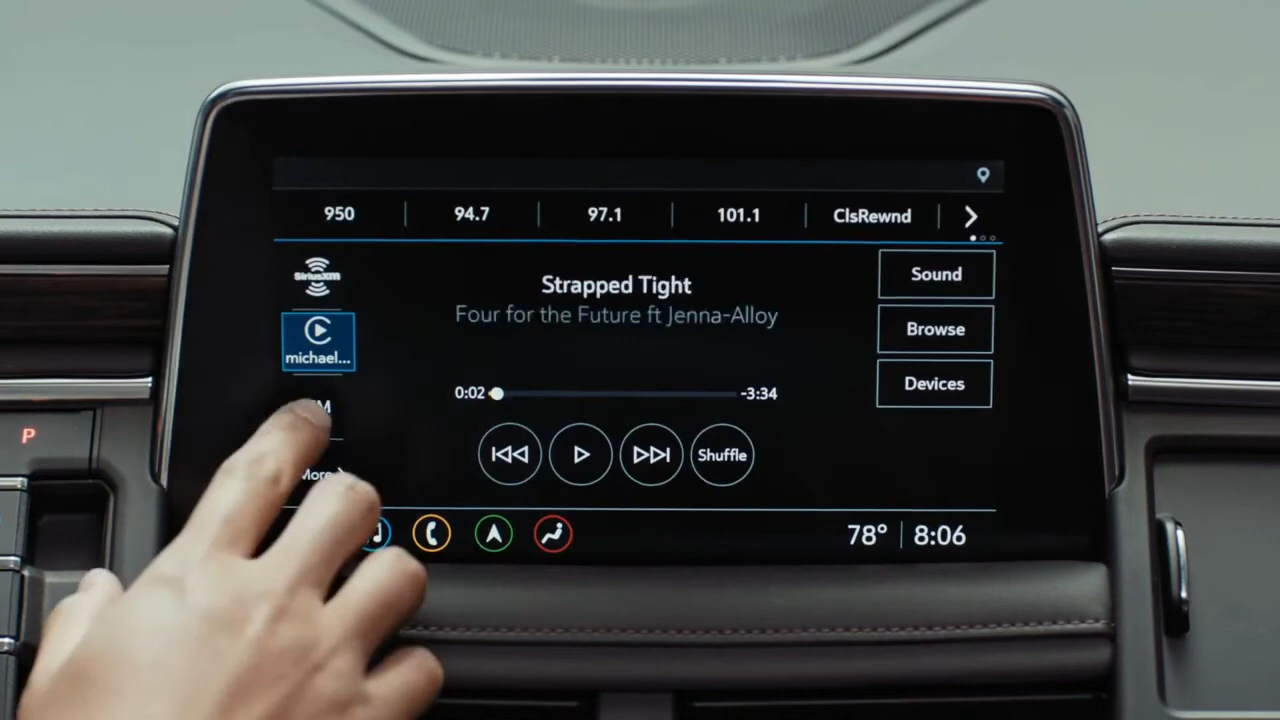 950 94.7 97.1 101.1 ClsRewnd
SiriusXM
Strapped Tight
Four for the Future ft Jenna-Alloy
michael...
Sound
Browse
Devices
0:02 -3:34
More
Shuffle
P
78° 8:06